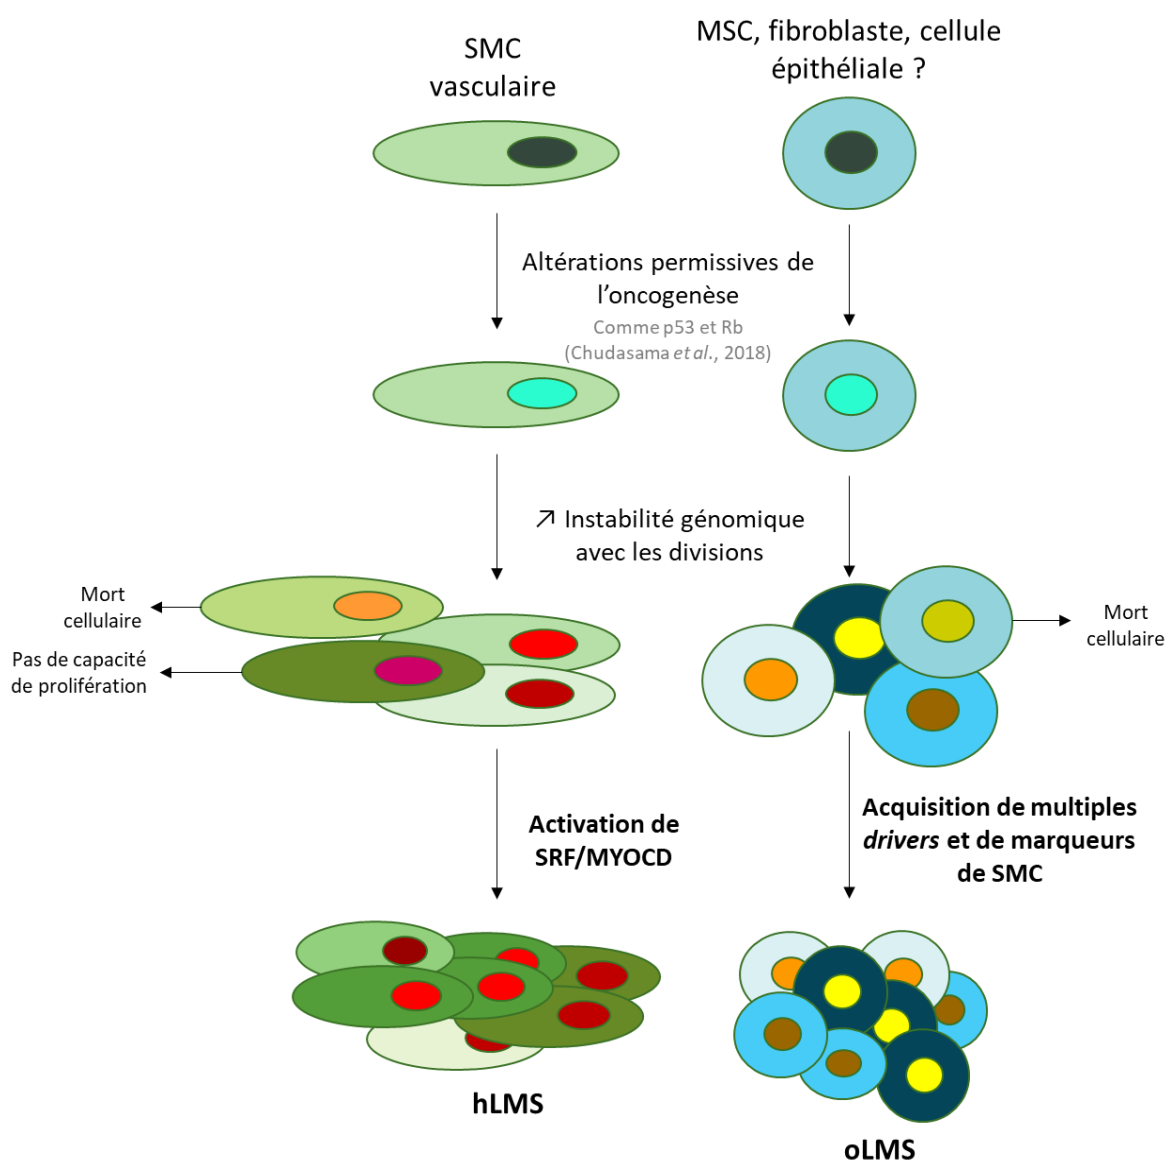 SMC
vasculaire
MSC, fibroblaste, cellule
épithéliale ?
Altérations permissives de
l’oncogenèse
Comme p53 et Rb
(Chudasama et al., 2018)
↗ Instabilité génomique
avec les divisions
Mort
cellulaire
Pas de capacité
de prolifération
Mort
cellulaire
Activation de
SRF/MYOCD
Acquisition de multiples
drivers et de marqueurs
de SMC
hLMS
oLMS